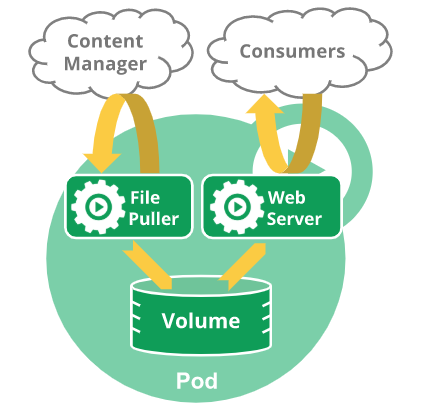 Content
Manager
Consumers
File
Puller
Web
Server
Volume
Pod